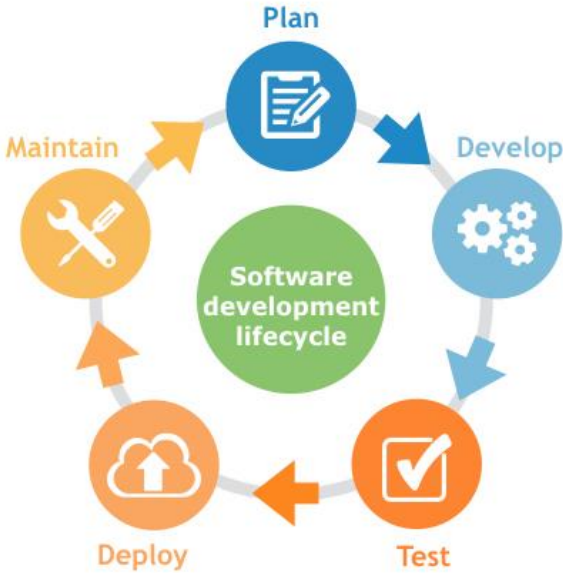 Plan
Maintain
Develop
Software
development
lifecycle
Deploy
Test